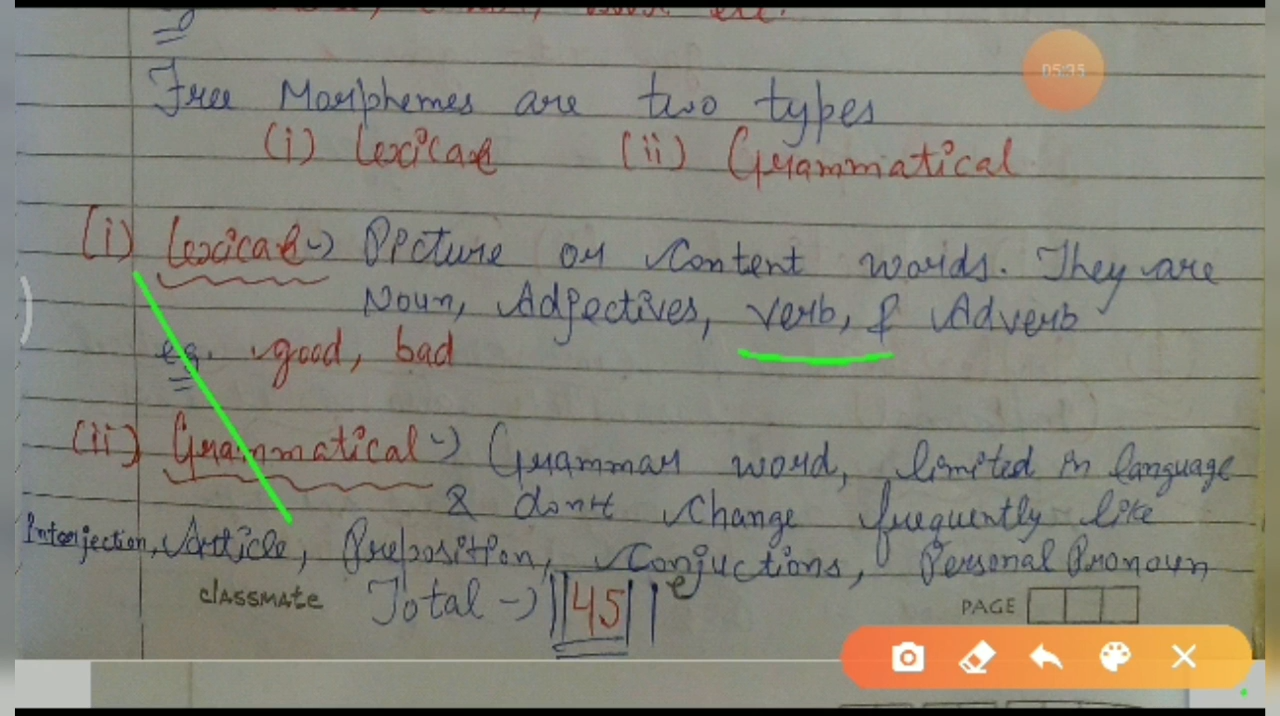 05:35
Free Morphemes are two types
(i) Lexical (ii) Grammatical
(i) Lexical -> Picture or Content words. They are
Noun, Adjectives, verb, & Adverb
eg. good, bad
(ii) Grammatical -> Grammar word, limited in language
& don't change frequently like
Interjection, Article, Preposition, Conjuctions, Personal Pronoun
classmate Total -> ||45||e PAGE